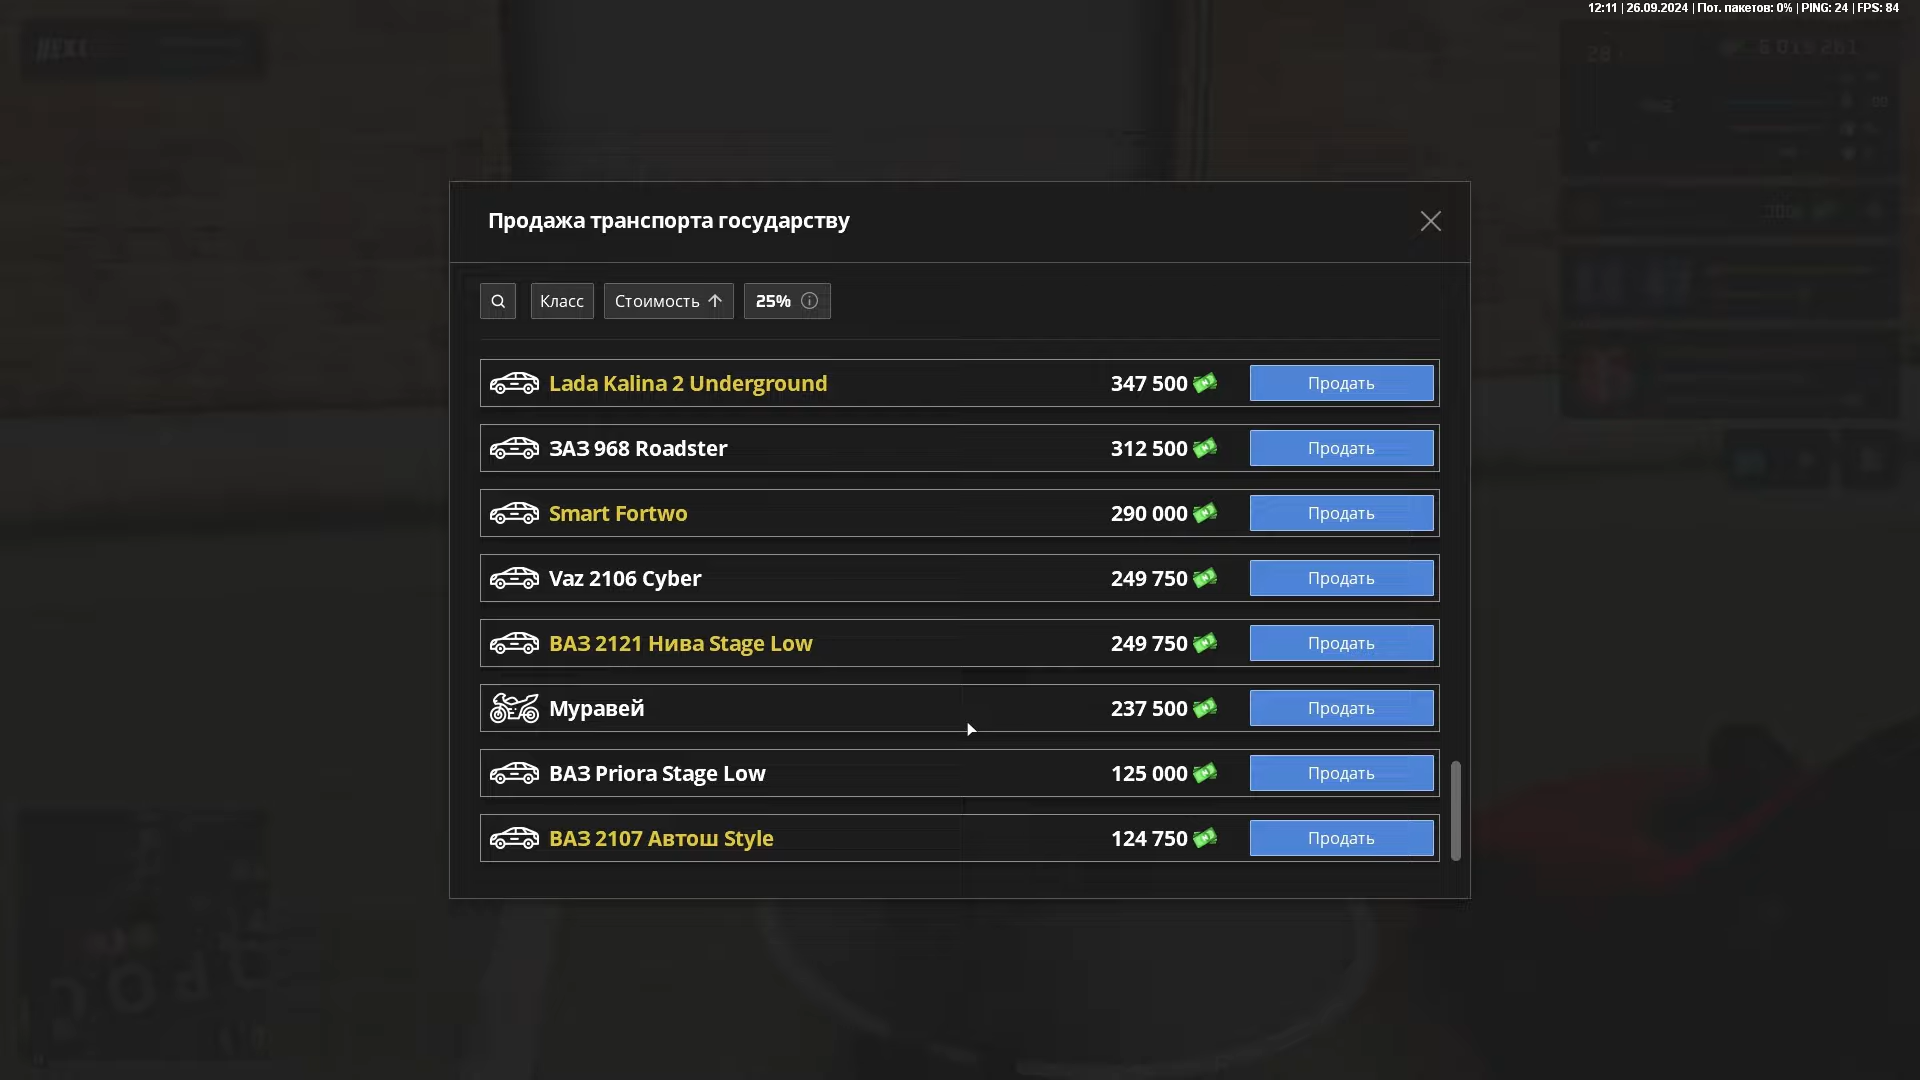 12:11 | 26.09.2024 | Пот. пакетов: 0% | PING: 24 | FPS: 84
Продажа транспорта государству
Класс Стоимость 25%
Lada Kalina 2 Underground 347 500 Продать
ЗАЗ 968 Roadster 312 500 Продать
Smart Fortwo 290 000 Продать
Vaz 2106 Cyber 249 750 Продать
ВАЗ 2121 Нива Stage Low 249 750 Продать
Муравей 237 500 Продать
ВАЗ Priora Stage Low 125 000 Продать
ВАЗ 2107 Автош Style 124 750 Продать